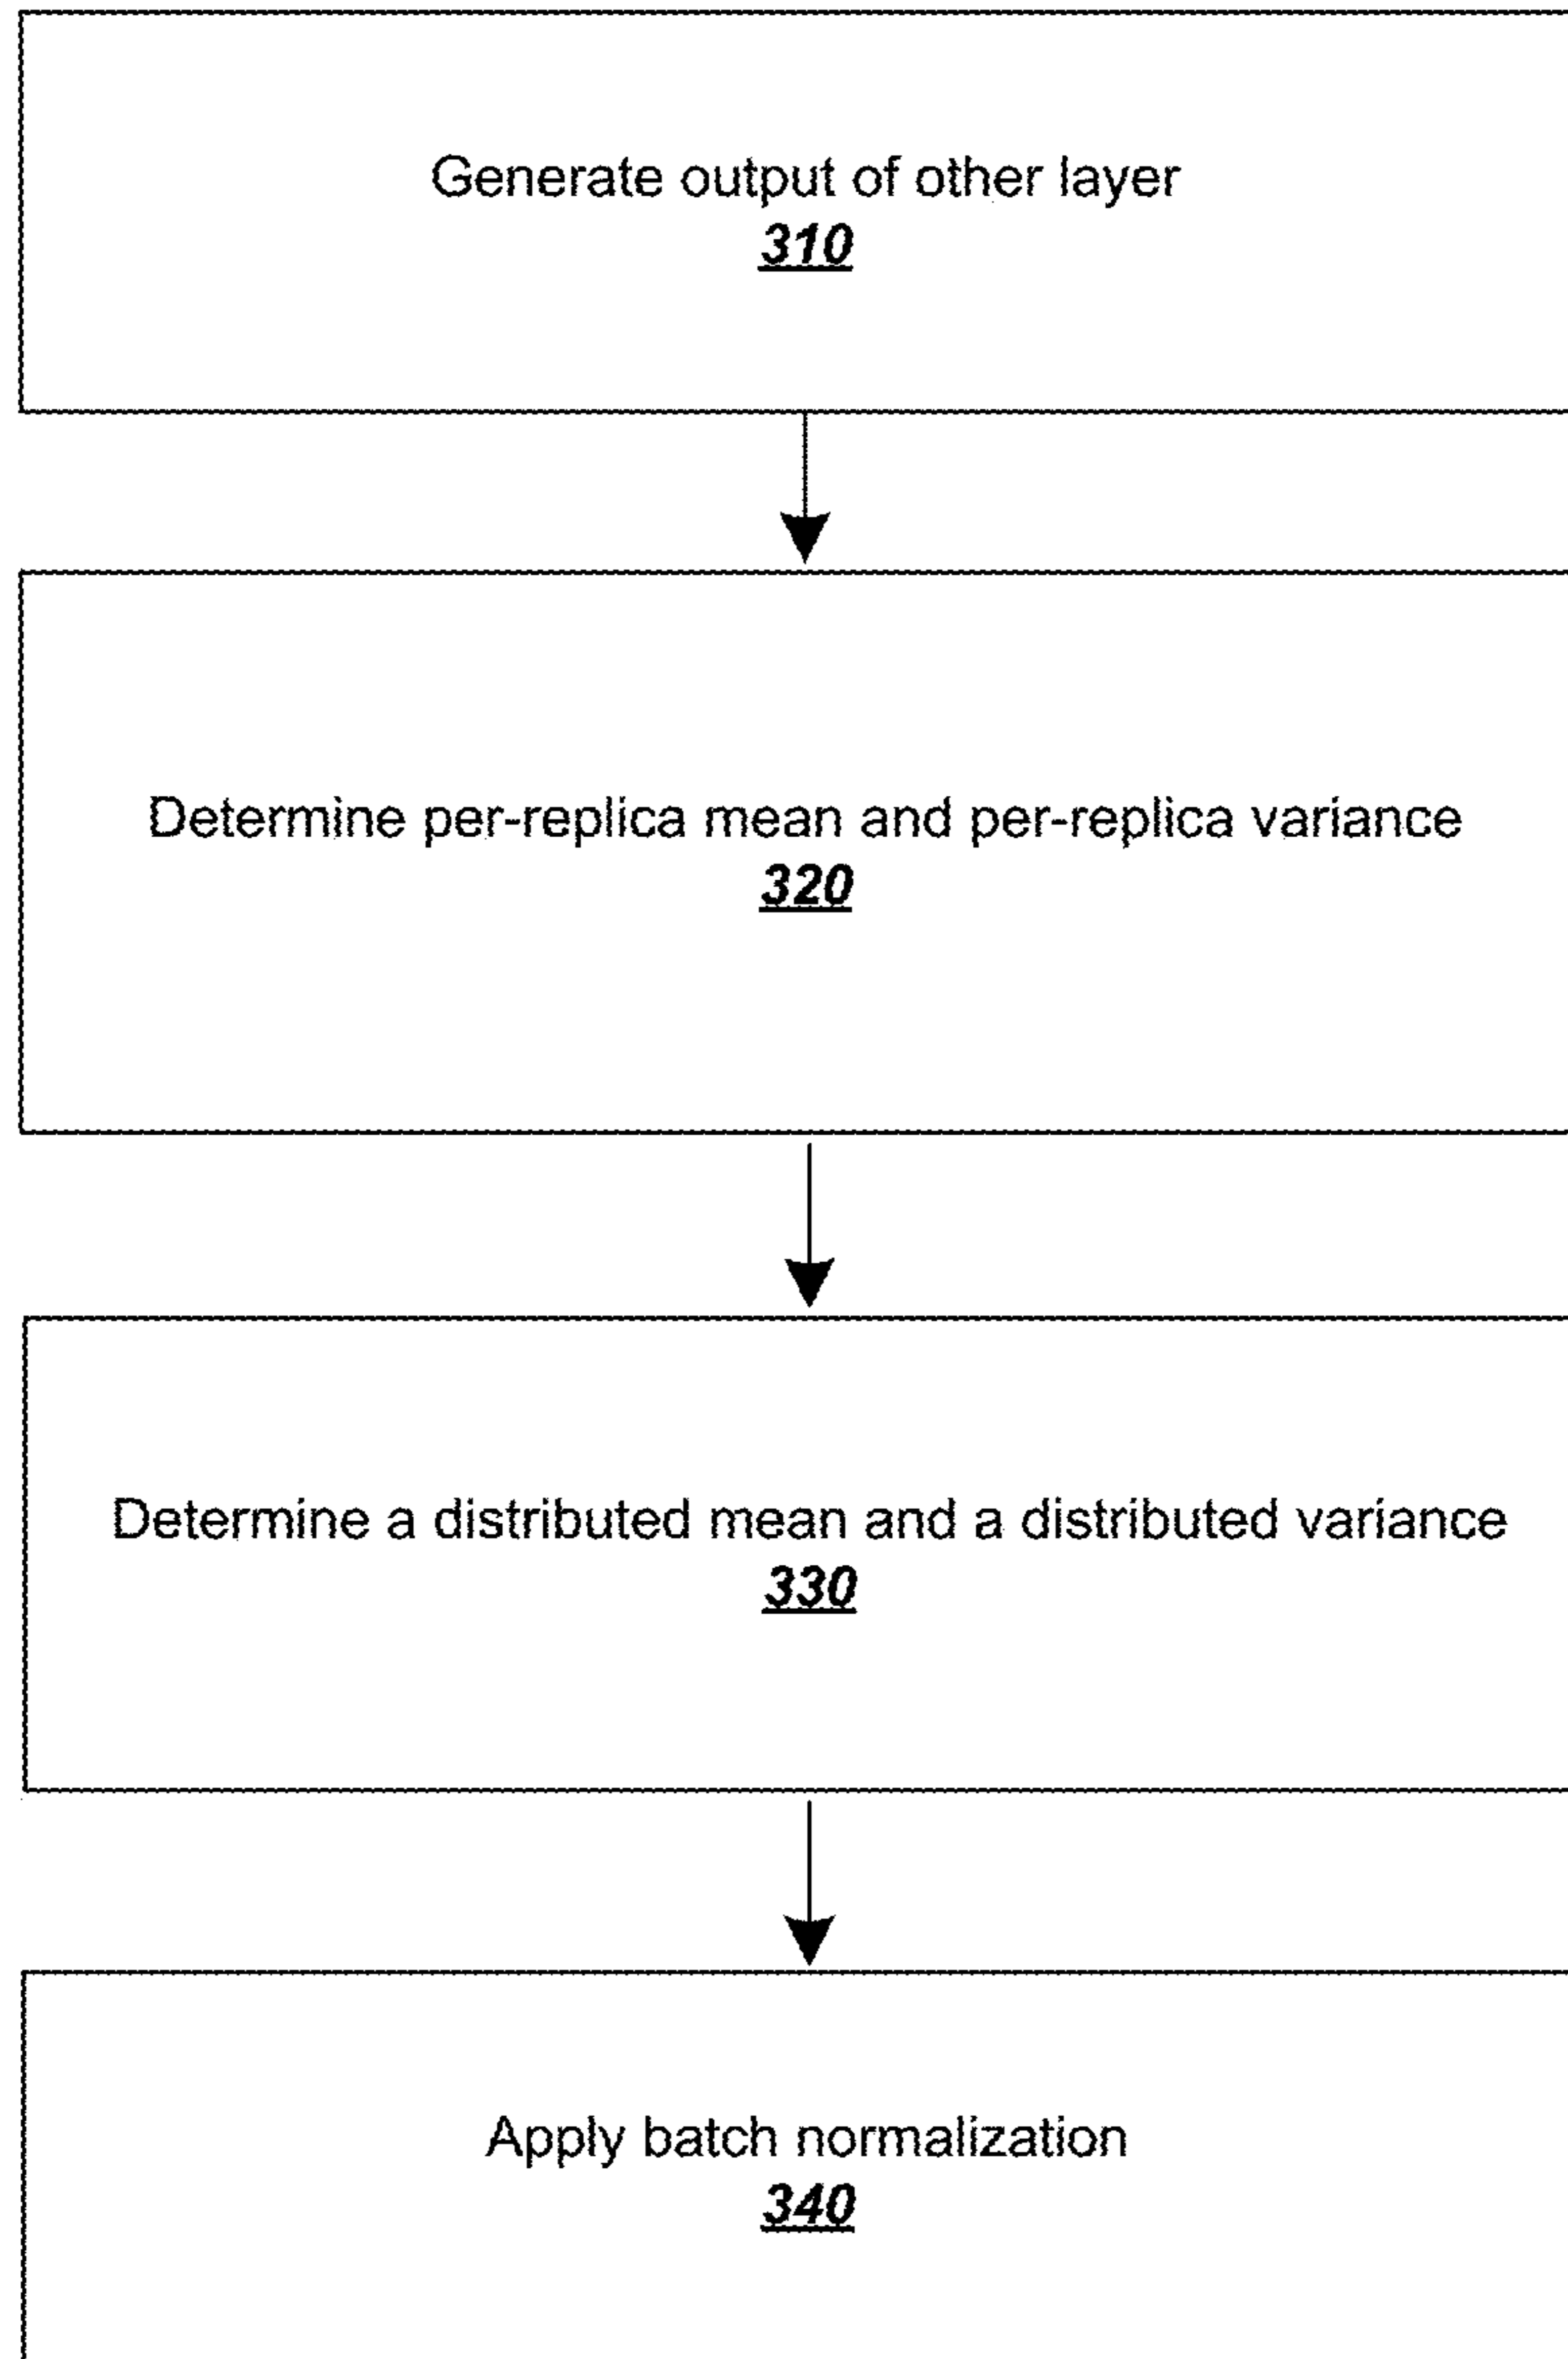 Generate output of other layer
310
Determine per-replica mean and per-replica variance
320
Determine a distributed mean and a distributed variance
330
Apply batch normalization
340